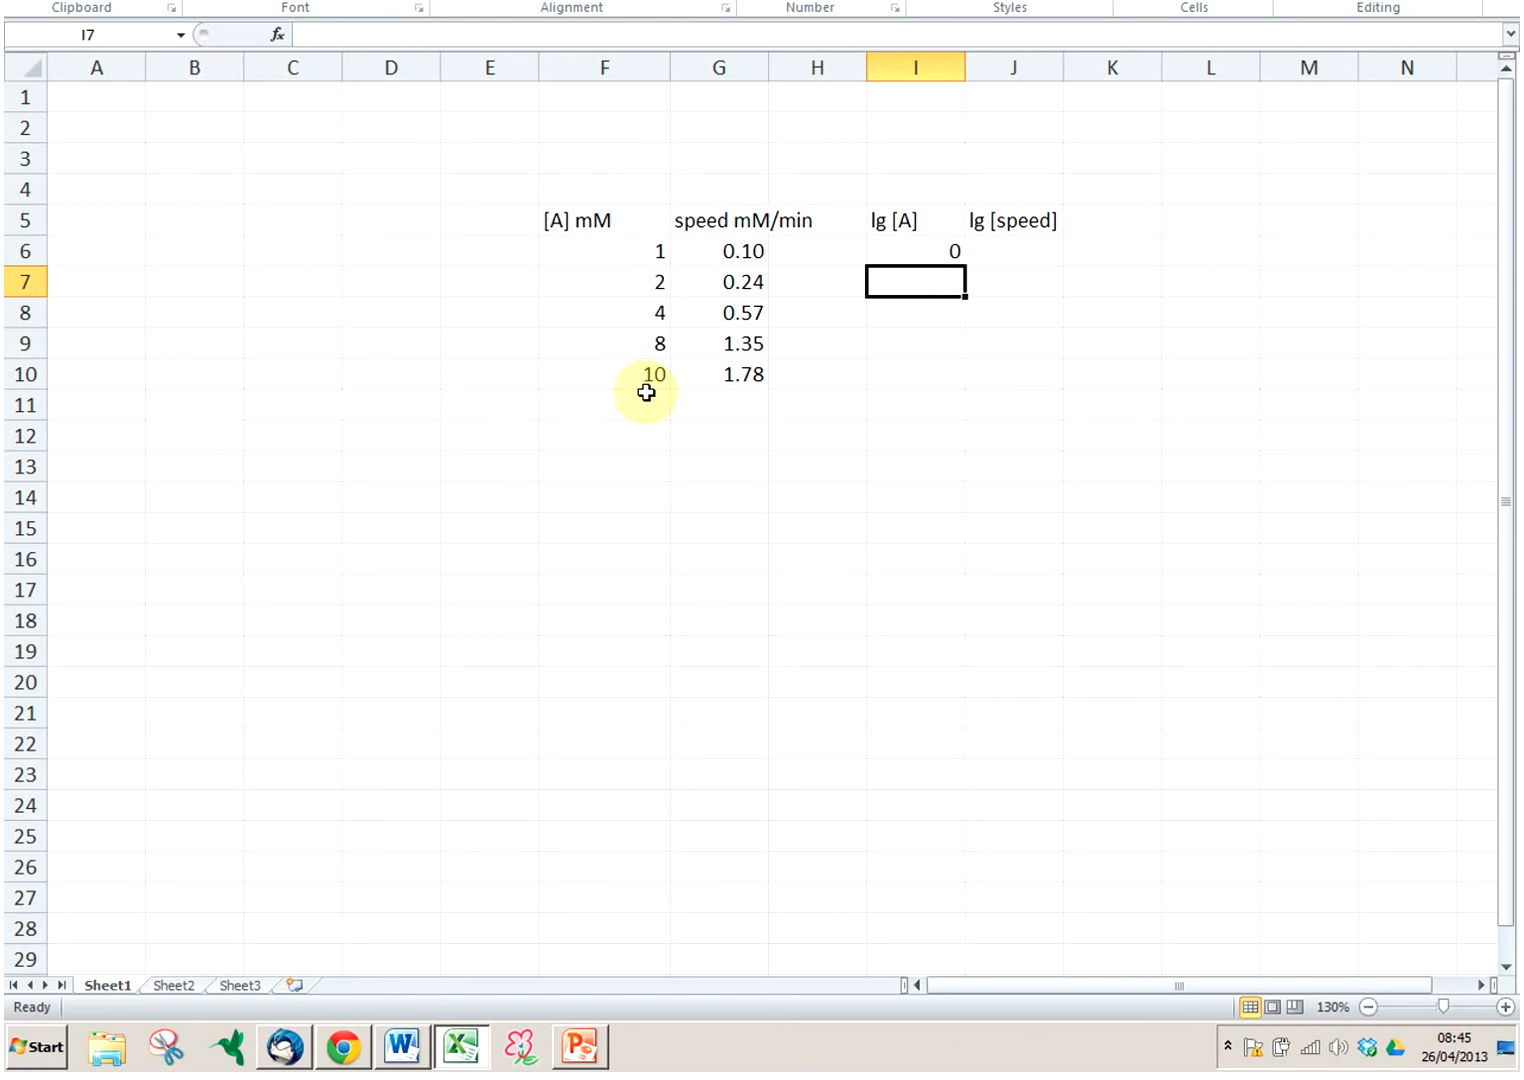 Clipboard Font Alignment Number Styles Cells Editing
I7 fx
A B C D E F G H I J K L M N
1
2
3
4
5 [A] mM speed mM/min lg [A] lg [speed]
6 1 0.10 0
7 2 0.24
8 4 0.57
9 8 1.35
10 10 1.78
11
12
13
14
15
16
17
18
19
20
21
22
23
24
25
26
27
28
29
Sheet1 Sheet2 Sheet3
Ready 130%
Start 08:45
26/04/2013